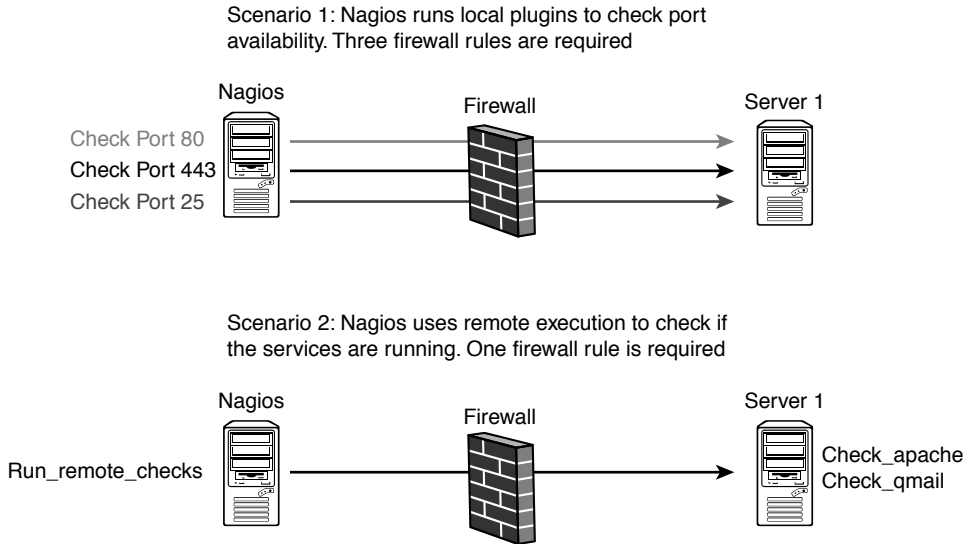 Scenario 1: Nagios runs local plugins to check port
availability. Three firewall rules are required
Nagios
Firewall
Server 1
Check Port 80
Check Port 443
Check Port 25
Scenario 2: Nagios uses remote execution to check if
the services are running. One firewall rule is required
Nagios
Firewall
Server 1
Run_remote_checks
Check_apache
Check_qmail